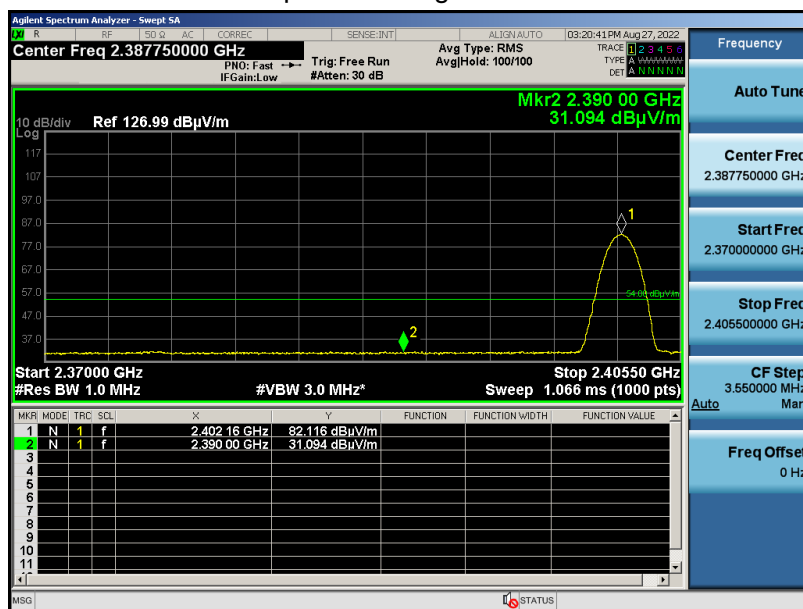 Agilent Spectrum Analyzer - Swept SA
LXI R RF 50 Ω AC CORREC SENSE:INT ALIGN AUTO 03:20:41 PM Aug 27, 2022
Center Freq 2.387750000 GHz
PNO: Fast
IFGain:Low
Trig: Free Run
#Atten: 30 dB
Avg Type: RMS
Avg|Hold: 100/100
TRACE 1 2 3 4 5 6
TYPE A WWWWW
DET A N N N N N
Mkr2 2.390 00 GHz
31.094 dBµV/m
10 dB/div Ref 126.99 dBµV/m
Log
117
107
97.0
87.0
77.0
67.0
57.0
47.0
37.0
1
54.00 dBµV/m
2
Start 2.37000 GHz Stop 2.40550 GHz
#Res BW 1.0 MHz #VBW 3.0 MHz* Sweep 1.066 ms (1000 pts)
MKR MODE TRC SCL X Y FUNCTION FUNCTION WIDTH FUNCTION VALUE
1 N 1 f 2.402 16 GHz 82.116 dBµV/m
2 N 1 f 2.390 00 GHz 31.094 dBµV/m
3
4
5
6
7
8
9
10
11
MSG STATUS
Frequency
Auto Tune
Center Freq
2.387750000 GHz
Start Freq
2.370000000 GHz
Stop Freq
2.405500000 GHz
CF Step
3.550000 MHz
Auto Man
Freq Offset
0 Hz